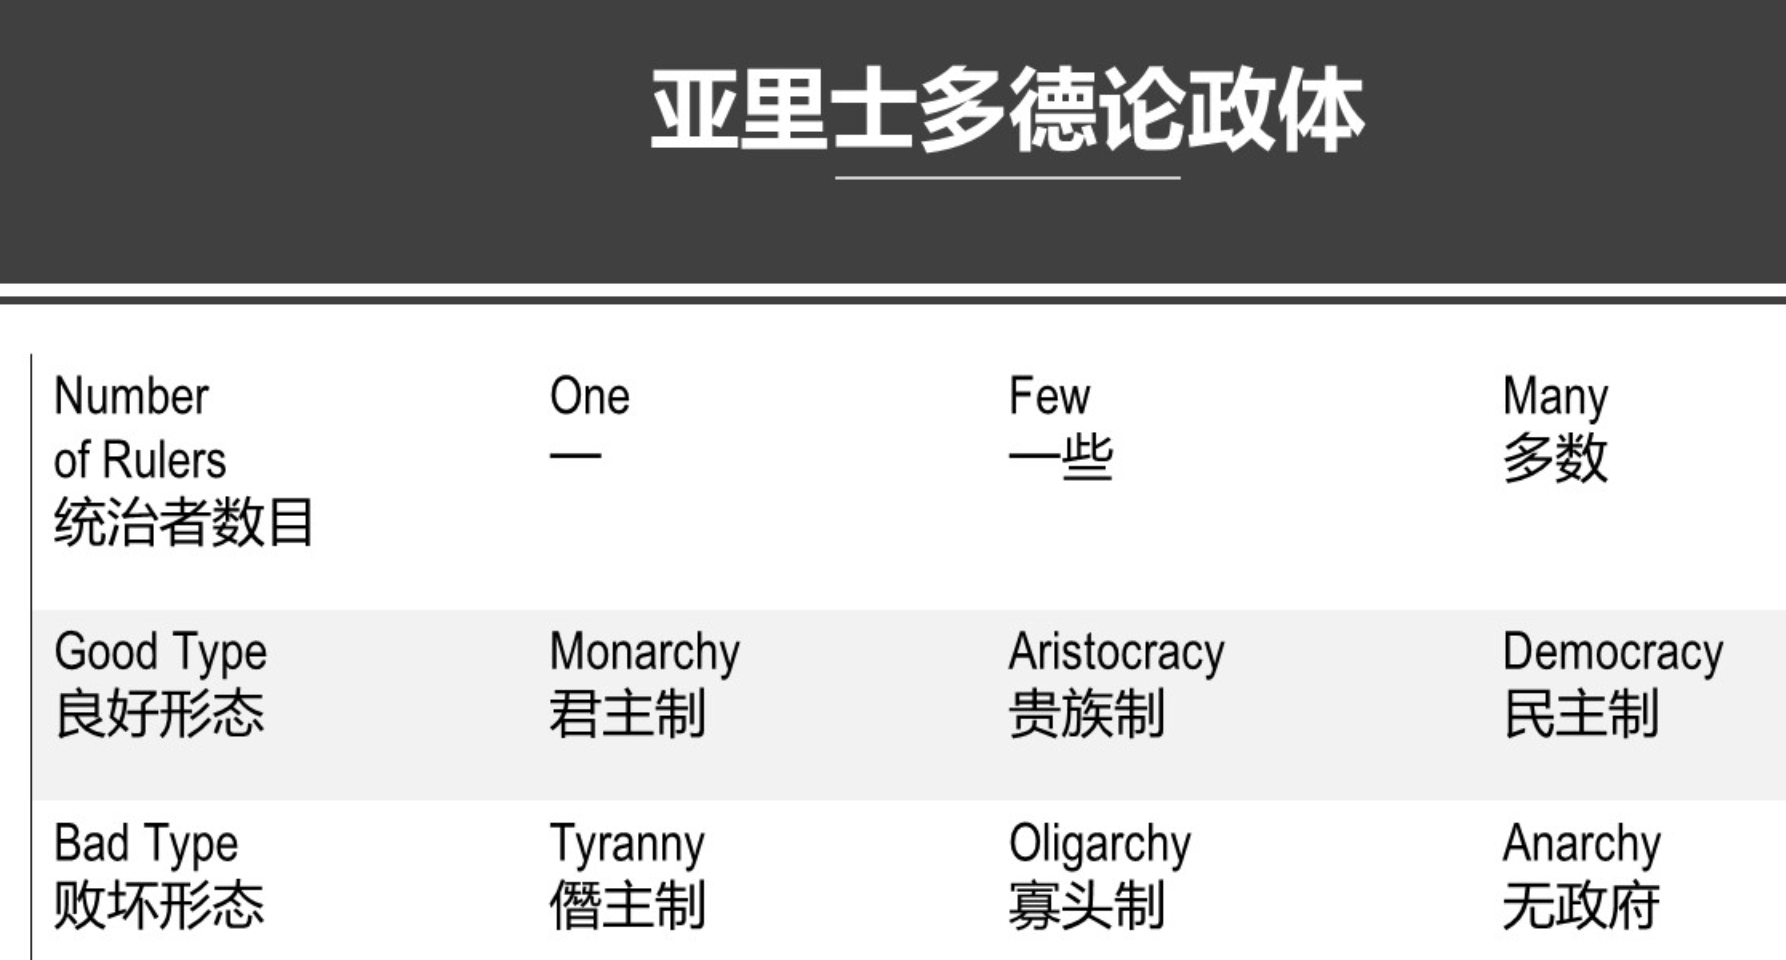 亚里士多德论政体
Number
of Rulers
统治者数目
One
一
Few
一些
Many
多数
Good Type
良好形态
Monarchy
君主制
Aristocracy
贵族制
Democracy
民主制
Bad Type
败坏形态
Tyranny
僭主制
Oligarchy
寡头制
Anarchy
无政府